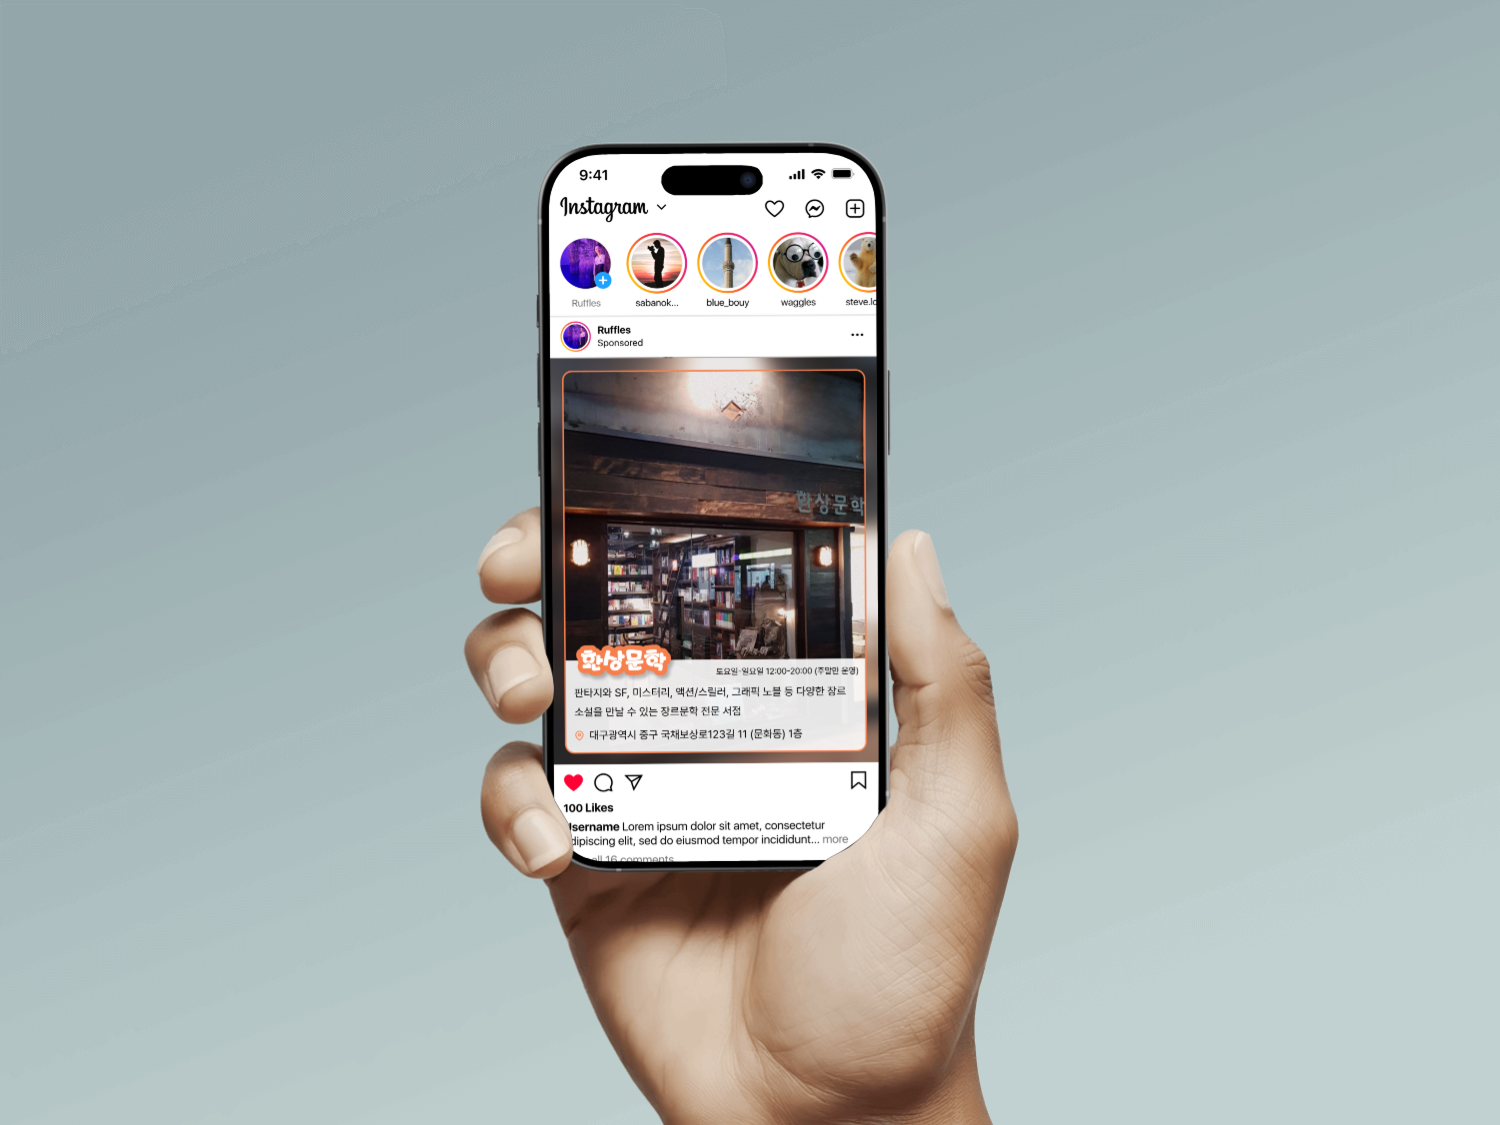 9:41
Instagram
Ruffles
sabanok...
blue_bouy
waggles
steve.lo
Ruffles
Sponsored
환상문학
환상문학
토요일-일요일 12:00-20:00 (주말만 운영)
판타지와 SF, 미스터리, 액션/스릴러, 그래픽 노블 등 다양한 장르
소설을 만날 수 있는 장르문학 전문 서점
대구광역시 중구 국채보상로123길 11 (문화동) 1층
100 Likes
sername Lorem ipsum dolor sit amet, consectetur
dipiscing elit, sed do eiusmod tempor incididunt... more
all 16 comments